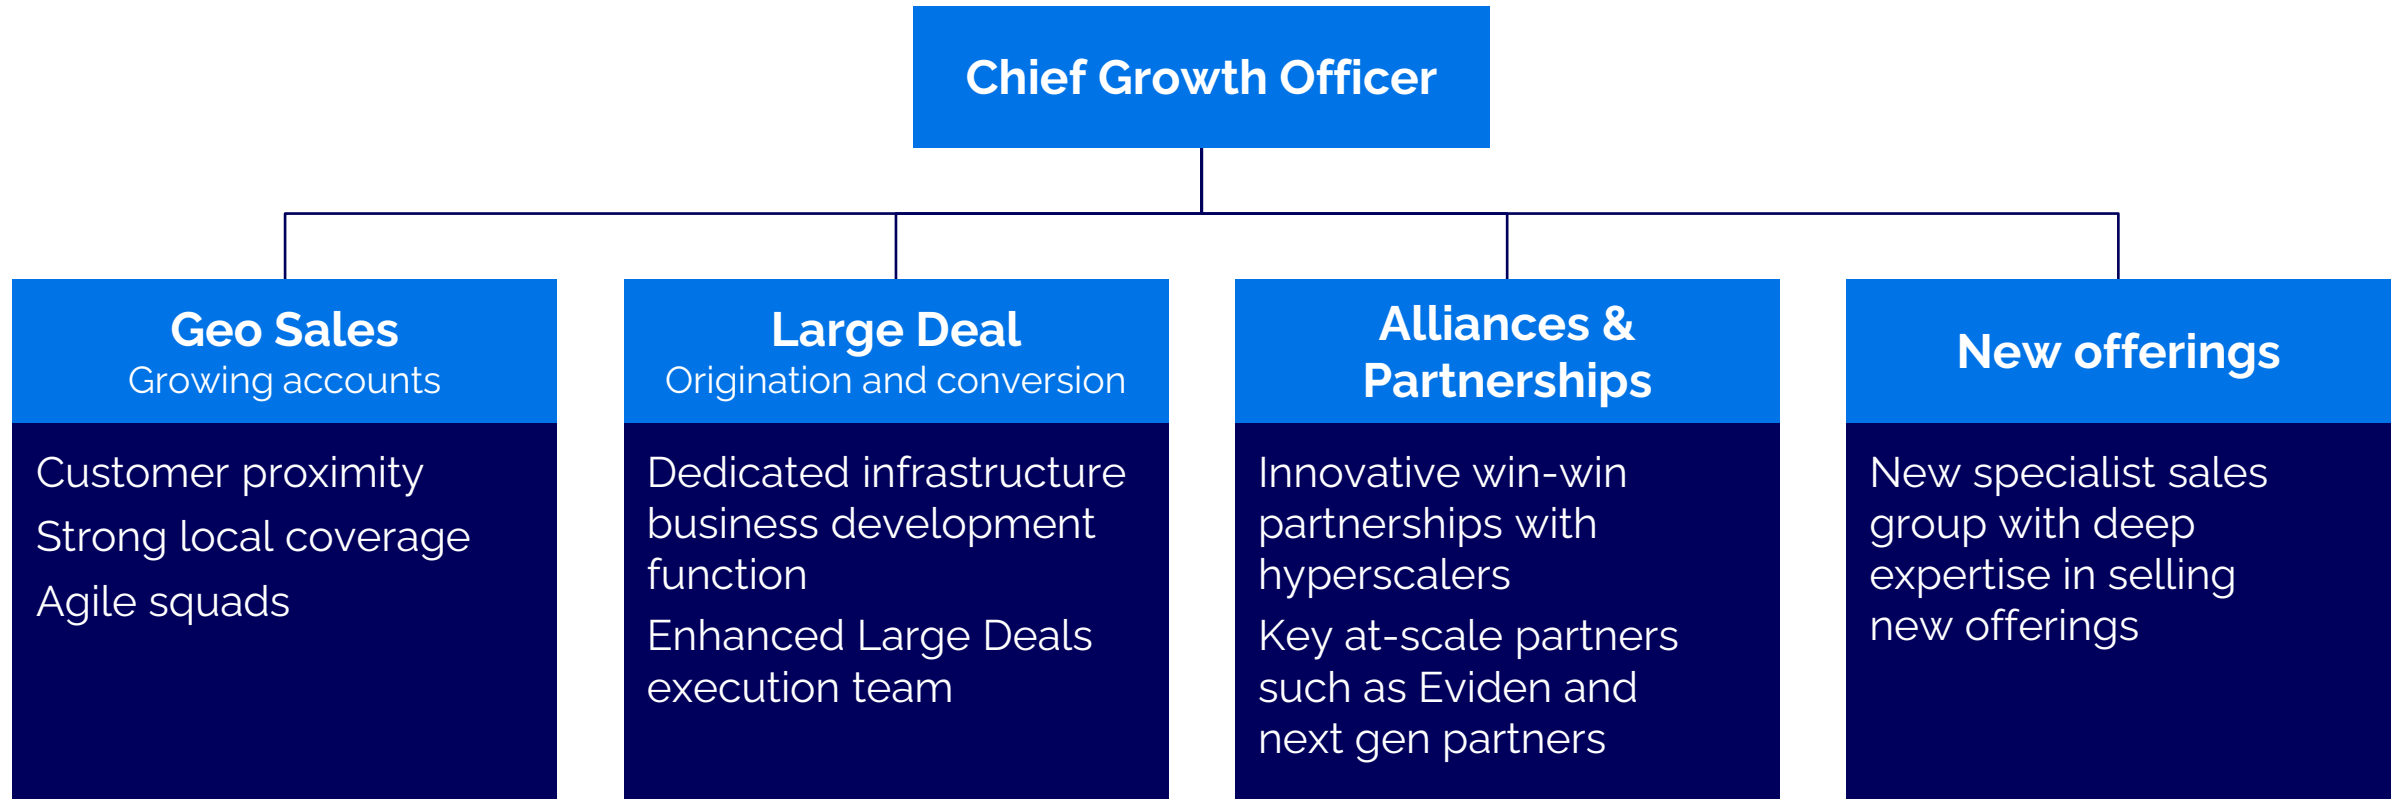 Chief Growth Officer
Geo Sales
Growing accounts
Customer proximity
Strong local coverage
Agile squads
Large Deal
Origination and conversion
Dedicated infrastructure
business development
function
Enhanced Large Deals
execution team
Alliances &
Partnerships
Innovative win-win
partnerships with
hyperscalers
Key at-scale partners
such as Eviden and
next gen partners
New offerings
New specialist sales
group with deep
expertise in selling
new offerings